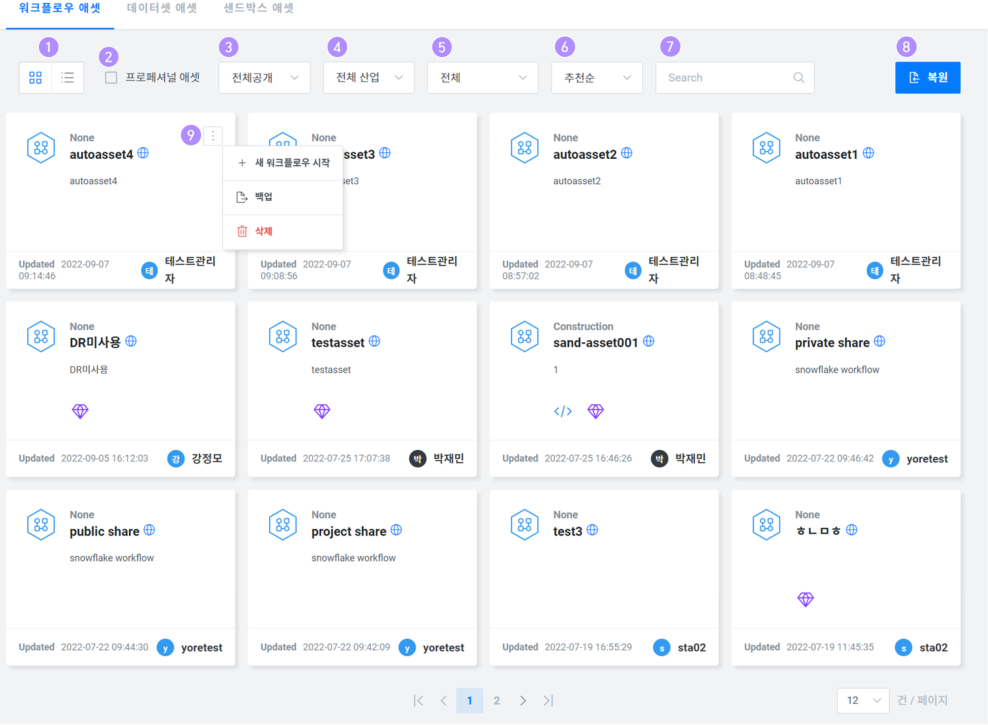 워크플로우 애셋 데이터셋 애셋 샌드박스 애셋
1 2 3 4 5 6 7 8
프로페셔널 애셋 전체공개 전체 산업 전체 추천순 Search 복원
None 9 None None None
autoasset4 sset3 autoasset2 autoasset1
autoasset4 set3 autoasset2 autoasset1
새 워크플로우 시작
백업
삭제
Updated 2022-09-07 09:14:46 테 테스트관리자
Updated 2022-09-07 09:08:56 테 테스트관리자
Updated 2022-09-07 08:57:02 테 테스트관리자
Updated 2022-09-07 08:48:45 테 테스트관리자
None None Construction None
DR미사용 testasset sand-asset001 private share
DR미사용 testasset 1 snowflake workflow
</>
Updated 2022-09-05 16:12:03 강 강정모
Updated 2022-07-25 17:07:38 박 박재민
Updated 2022-07-25 16:46:26 박 박재민
Updated 2022-07-22 09:46:42 y yoretest
None None None None
public share project share test3 ㅎㄴㅁㅎ
snowflake workflow snowflake workflow
Updated 2022-07-22 09:44:30 y yoretest
Updated 2022-07-22 09:42:09 y yoretest
Updated 2022-07-19 16:55:29 s sta02
Updated 2022-07-19 11:45:35 s sta02
1 2 12 건 / 페이지